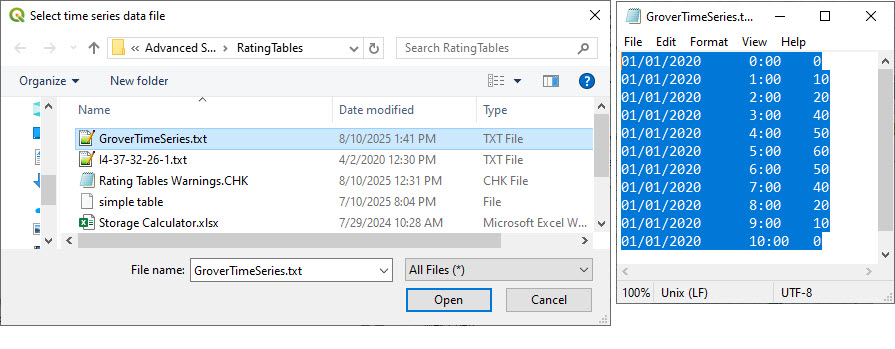 Select time series data file
« Advanced S... > RatingTables
Search RatingTables
Organize
New folder
Name Date modified Type
GroverTimeSeries.txt 8/10/2025 1:41 PM TXT File
I4-37-32-26-1.txt 4/2/2020 12:30 PM TXT File
Rating Tables Warnings.CHK 8/10/2025 12:31 PM CHK File
simple table 7/10/2025 8:04 PM File
Storage Calculator.xlsx 7/29/2024 10:28 AM Microsoft Excel W...
File name: GroverTimeSeries.txt All Files (*)
Open Cancel
GroverTimeSeries.t...
File Edit Format View Help
01/01/2020 0:00 0
01/01/2020 1:00 10
01/01/2020 2:00 20
01/01/2020 3:00 40
01/01/2020 4:00 50
01/01/2020 5:00 60
01/01/2020 6:00 50
01/01/2020 7:00 40
01/01/2020 8:00 20
01/01/2020 9:00 10
01/01/2020 10:00 0
100% Unix (LF) UTF-8